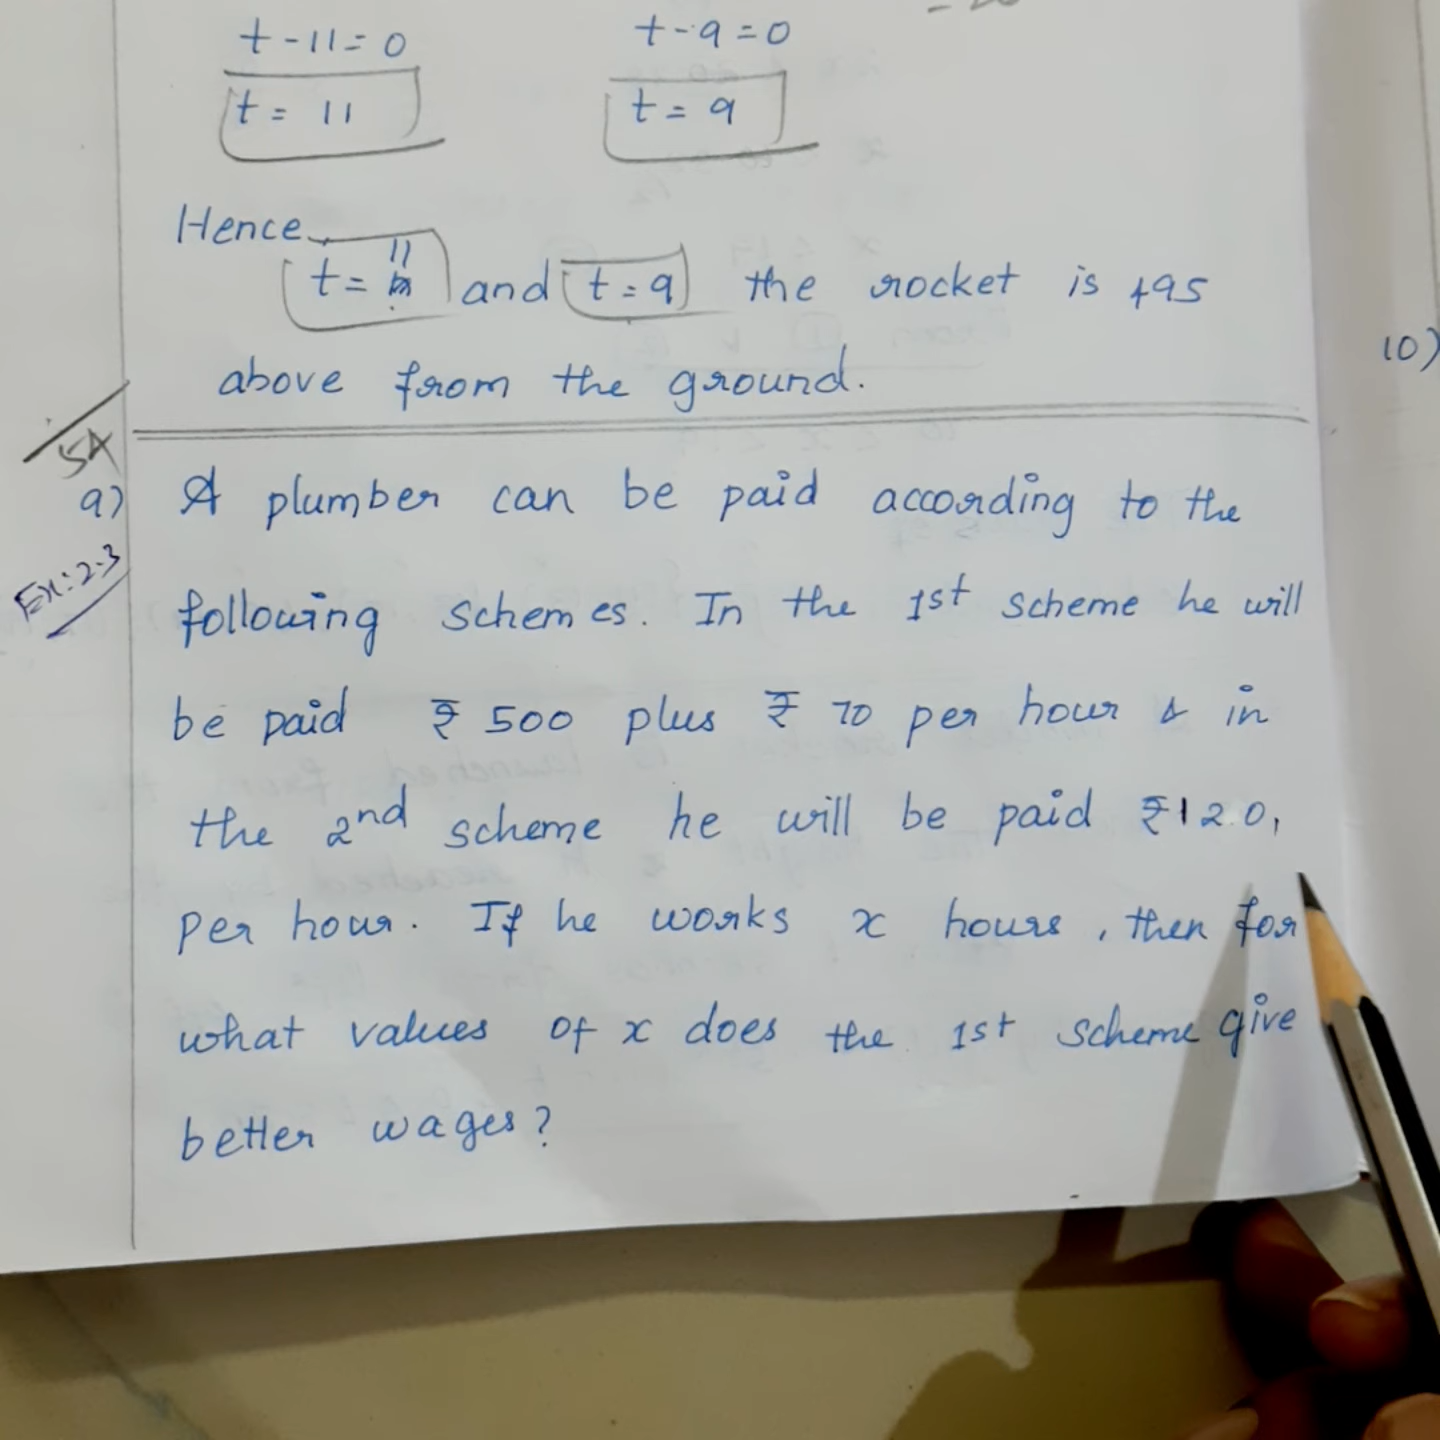 t-11=0 t-9=0
t= 11 t= 9
Hence
t= 11 and t=9 the rocket is 495
above from the ground.
5A
9) A plumber can be paid according to the
Ex:2.3
following schemes. In the 1st scheme he will
be paid ₹ 500 plus ₹ 70 per hour & in
the 2nd scheme he will be paid ₹120,
per hour. If he works x hours, then for
what values of x does the 1st scheme give
better wages?
10)